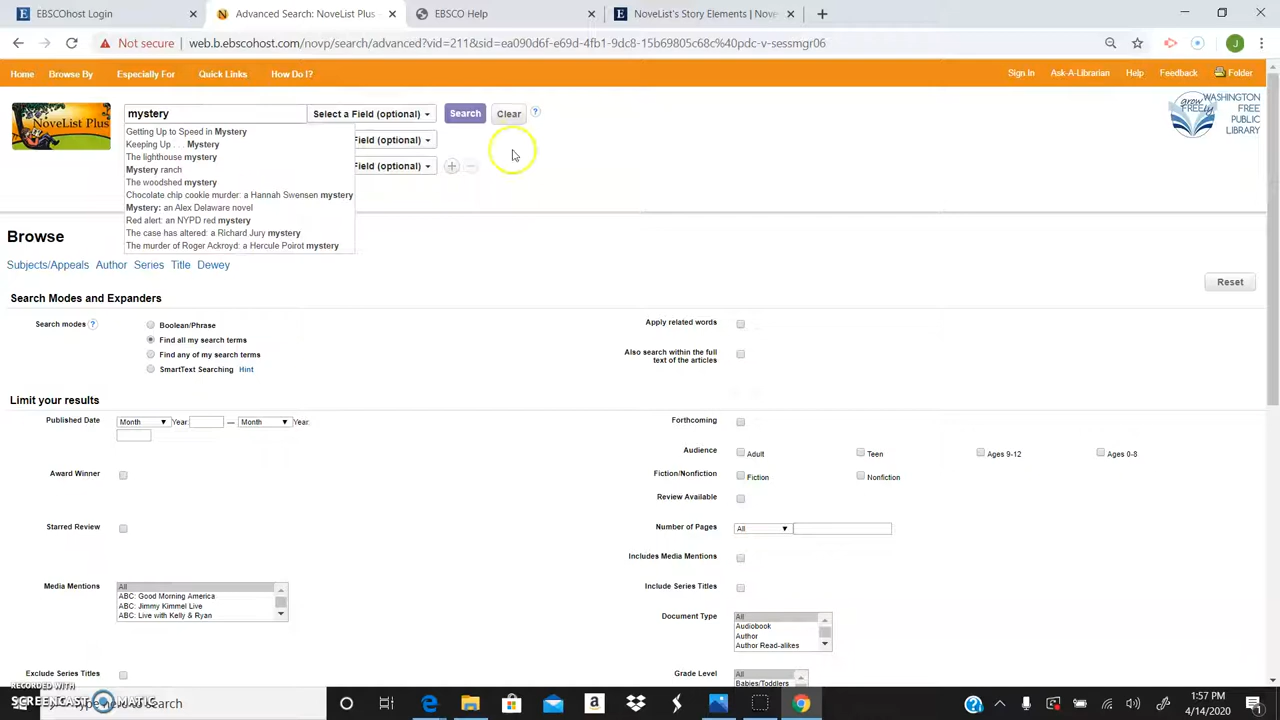 EBSCOhost Login
Advanced Search: NoveList Plus
EBSCO Help
NoveList's Story Elements | Nove
Not secure
web.b.ebscohost.com/novp/search/advanced?vid=211&sid=ea090d6f-e69d-4fb1-9dc8-15b69805c68c%40pdc-v-sessmgr06
J
Home Browse By Especially For Quick Links How Do I?
Sign In Ask-A-Librarian Help Feedback Folder
NoveList Plus
mystery
Select a Field (optional)
Search
Clear
Field (optional)
Field (optional)
Getting Up to Speed in Mystery
Keeping Up . . . Mystery
The lighthouse mystery
Mystery ranch
The woodshed mystery
Chocolate chip cookie murder: a Hannah Swensen mystery
Mystery: an Alex Delaware novel
Red alert: an NYPD red mystery
The case has altered: a Richard Jury mystery
The murder of Roger Ackroyd: a Hercule Poirot mystery
grow Freely
WASHINGTON
FREE
PUBLIC
LIBRARY
Browse
Subjects/Appeals Author Series Title Dewey
Reset
Search Modes and Expanders
Search modes ?
Boolean/Phrase
Find all my search terms
Find any of my search terms
SmartText Searching Hint
Apply related words
Also search within the full
text of the articles
Limit your results
Published Date
Month Year: — Month Year:
Forthcoming
Audience
Adult Teen Ages 9-12 Ages 0-8
Award Winner
Fiction/Nonfiction
Fiction Nonfiction
Review Available
Starred Review
Number of Pages
All
Includes Media Mentions
Media Mentions
All
ABC: Good Morning America
ABC: Jimmy Kimmel Live
ABC: Live with Kelly & Ryan
Include Series Titles
Document Type
All
Audiobook
Author
Author Read-alikes
Exclude Series Titles
Grade Level
All
Babies/Toddlers
RECORDED WITH
SCREENCAST MATIC
here to search
1:57 PM
4/14/2020